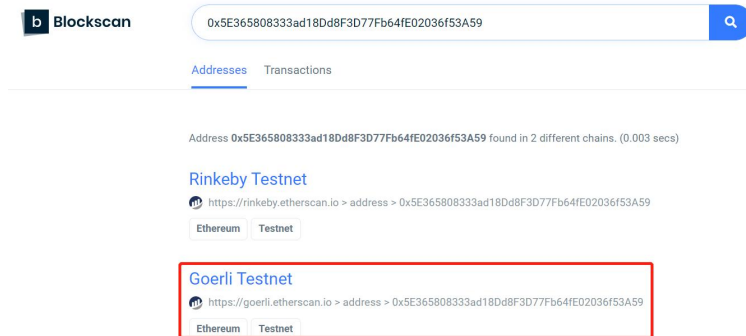 b Blockscan
0x5E365808333ad18Dd8F3D77Fb64fE02036f53A59
Addresses Transactions
Address 0x5E365808333ad18Dd8F3D77Fb64fE02036f53A59 found in 2 different chains. (0.003 secs)
Rinkeby Testnet
https://rinkeby.etherscan.io > address > 0x5E365808333ad18Dd8F3D77Fb64fE02036f53A59
Ethereum Testnet
Goerli Testnet
https://goerli.etherscan.io > address > 0x5E365808333ad18Dd8F3D77Fb64fE02036f53A59
Ethereum Testnet